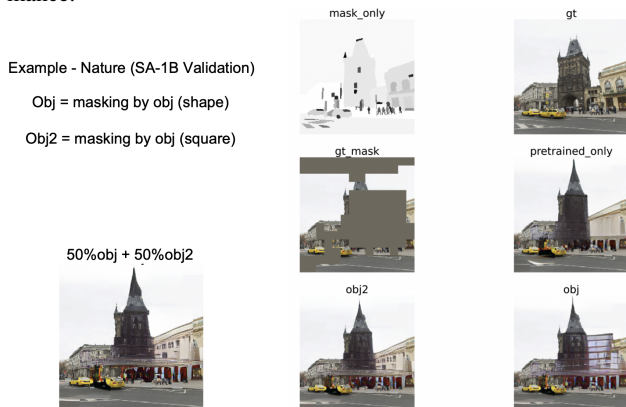 mask_only
gt
Example - Nature (SA-1B Validation)
Obj = masking by obj (shape)
Obj2 = masking by obj (square)
gt_mask
pretrained_only
50%obj + 50%obj2
obj2
obj